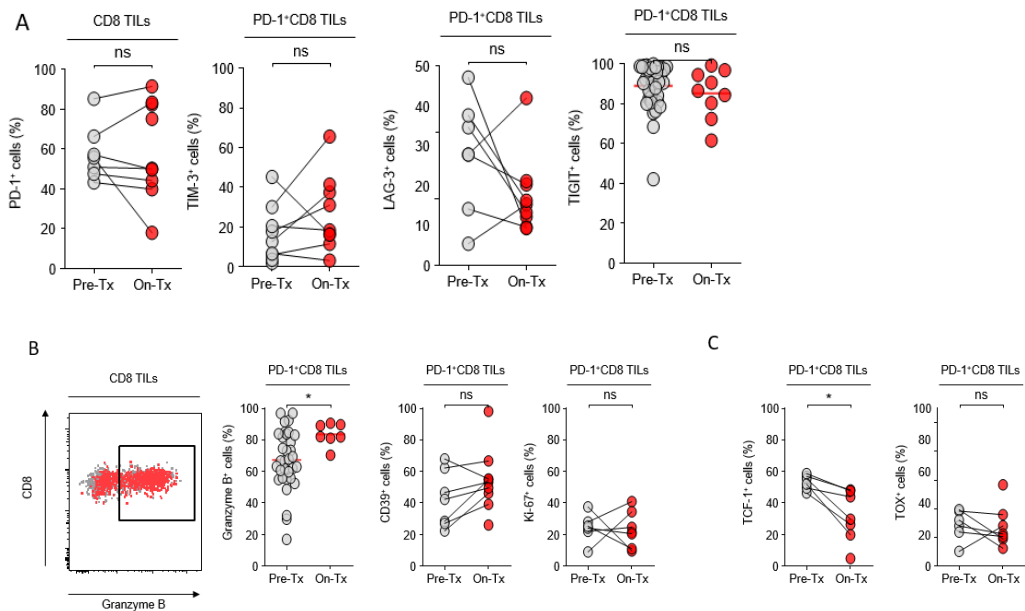 A
CD8 TILs
ns
PD-1⁺ cells (%)
100
80
60
40
20
0
Pre-Tx On-Tx
PD-1⁺CD8 TILs
ns
TIM-3⁺ cells (%)
100
80
60
40
20
0
Pre-Tx On-Tx
PD-1⁺CD8 TILs
ns
LAG-3⁺ cells (%)
50
40
30
20
10
0
Pre-Tx On-Tx
PD-1⁺CD8 TILs
ns
TIGIT⁺ cells (%)
100
80
60
40
20
0
Pre-Tx On-Tx
B
CD8 TILs
CD8
Granzyme B
PD-1⁺CD8 TILs
*
Granzyme B⁺ cells (%)
100
80
60
40
20
0
Pre-Tx On-Tx
PD-1⁺CD8 TILs
ns
CD39⁺ cells (%)
100
80
60
40
20
0
Pre-Tx On-Tx
PD-1⁺CD8 TILs
ns
Ki-67⁺ cells (%)
100
80
60
40
20
0
Pre-Tx On-Tx
C
PD-1⁺CD8 TILs
*
TCF-1⁺ cells (%)
100
80
60
40
20
0
Pre-Tx On-Tx
PD-1⁺CD8 TILs
ns
TOX⁺ cells (%)
100
80
60
40
20
0
Pre-Tx On-Tx